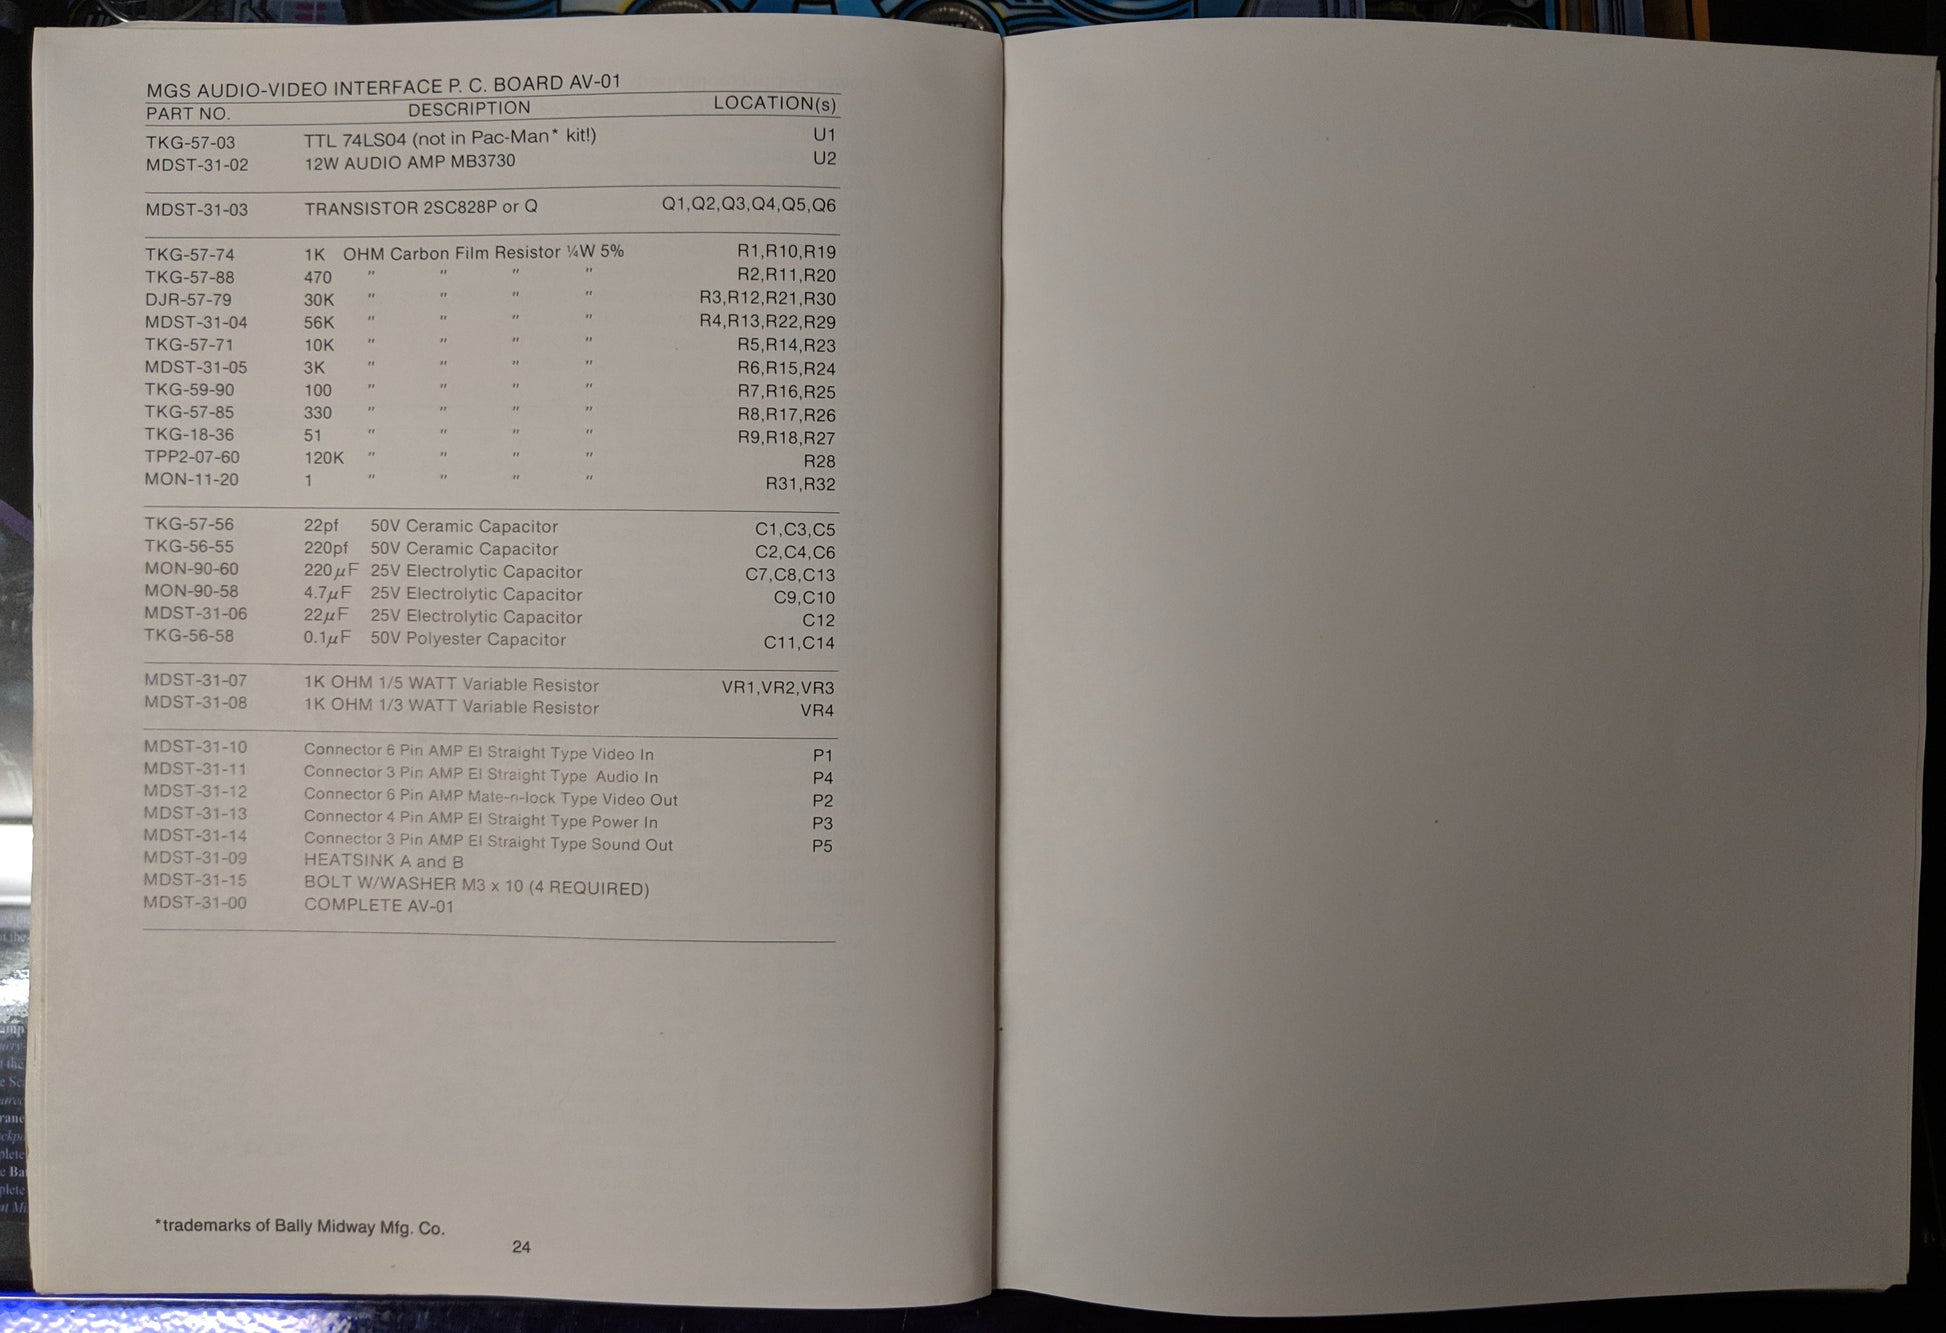 MGS AUDIO-VIDEO INTERFACE P. C. BOARD AV-01
PART NO. DESCRIPTION LOCATION(s)
TKG-57-03 TTL 74LS04 (not in Pac-Man* kit!) U1
MDST-31-02 12W AUDIO AMP MB3730 U2
MDST-31-03 TRANSISTOR 2SC828P or Q Q1,Q2,Q3,Q4,Q5,Q6
TKG-57-74 1K OHM Carbon Film Resistor ¼W 5% R1,R10,R19
TKG-57-88 470 " " " " R2,R11,R20
DJR-57-79 30K " " " " R3,R12,R21,R30
MDST-31-04 56K " " " " R4,R13,R22,R29
TKG-57-71 10K " " " " R5,R14,R23
MDST-31-05 3K " " " " R6,R15,R24
TKG-59-90 100 " " " " R7,R16,R25
TKG-57-85 330 " " " " R8,R17,R26
TKG-18-36 51 " " " " R9,R18,R27
TPP2-07-60 120K " " " " R28
MON-11-20 1 " " " " R31,R32
TKG-57-56 22pf 50V Ceramic Capacitor C1,C3,C5
TKG-56-55 220pf 50V Ceramic Capacitor C2,C4,C6
MON-90-60 220µF 25V Electrolytic Capacitor C7,C8,C13
MON-90-58 4.7µF 25V Electrolytic Capacitor C9,C10
MDST-31-06 22µF 25V Electrolytic Capacitor C12
TKG-56-58 0.1µF 50V Polyester Capacitor C11,C14
MDST-31-07 1K OHM 1/5 WATT Variable Resistor VR1,VR2,VR3
MDST-31-08 1K OHM 1/3 WATT Variable Resistor VR4
MDST-31-10 Connector 6 Pin AMP EI Straight Type Video In P1
MDST-31-11 Connector 3 Pin AMP EI Straight Type Audio In P4
MDST-31-12 Connector 6 Pin AMP Mate-n-lock Type Video Out P2
MDST-31-13 Connector 4 Pin AMP EI Straight Type Power In P3
MDST-31-14 Connector 3 Pin AMP EI Straight Type Sound Out P5
MDST-31-09 HEATSINK A and B
MDST-31-15 BOLT W/WASHER M3 x 10 (4 REQUIRED)
MDST-31-00 COMPLETE AV-01
*trademarks of Bally Midway Mfg. Co.
24